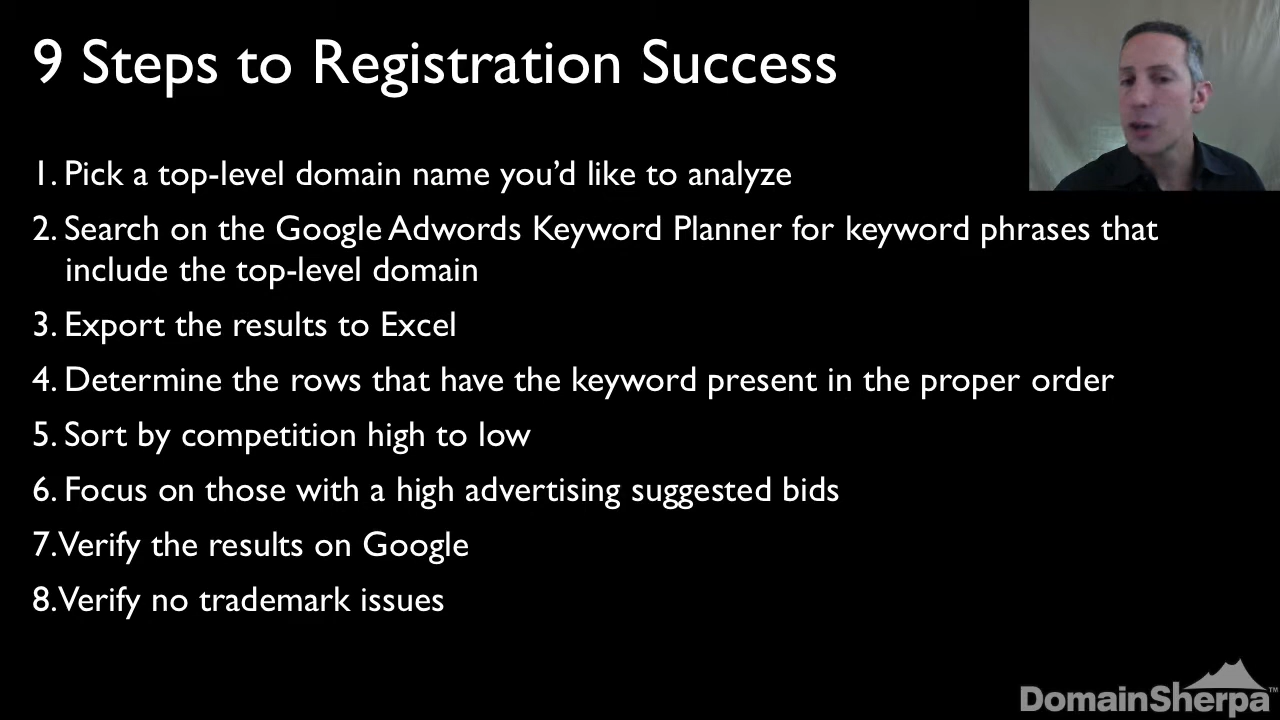 9 Steps to Registration Success
1. Pick a top-level domain name you’d like to analyze
2. Search on the Google Adwords Keyword Planner for keyword phrases that
include the top-level domain
3. Export the results to Excel
4. Determine the rows that have the keyword present in the proper order
5. Sort by competition high to low
6. Focus on those with a high advertising suggested bids
7. Verify the results on Google
8. Verify no trademark issues
DomainSherpa™